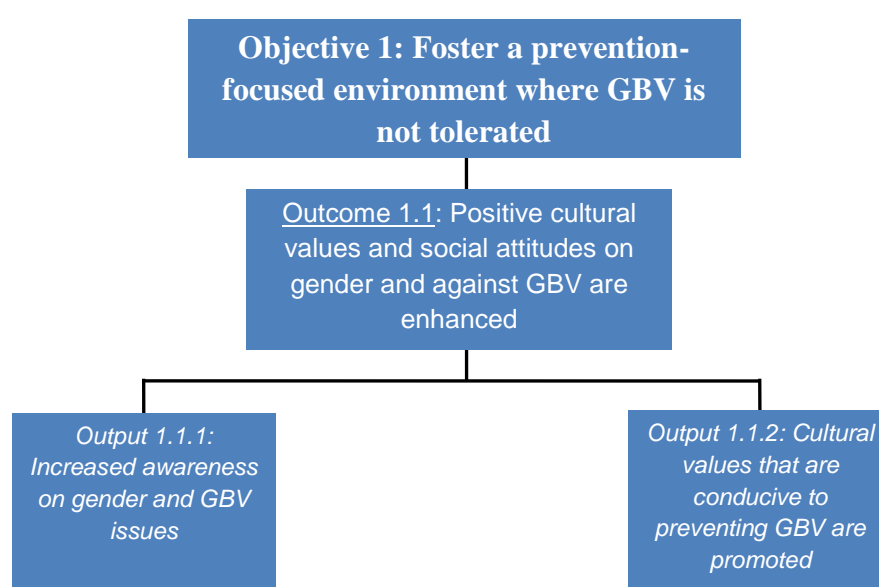 Objective 1: Foster a prevention-
focused environment where GBV is
not tolerated
Outcome 1.1: Positive cultural
values and social attitudes on
gender and against GBV are
enhanced
Output 1.1.1:
Increased awareness
on gender and GBV
issues
Output 1.1.2: Cultural
values that are
conducive to
preventing GBV are
promoted